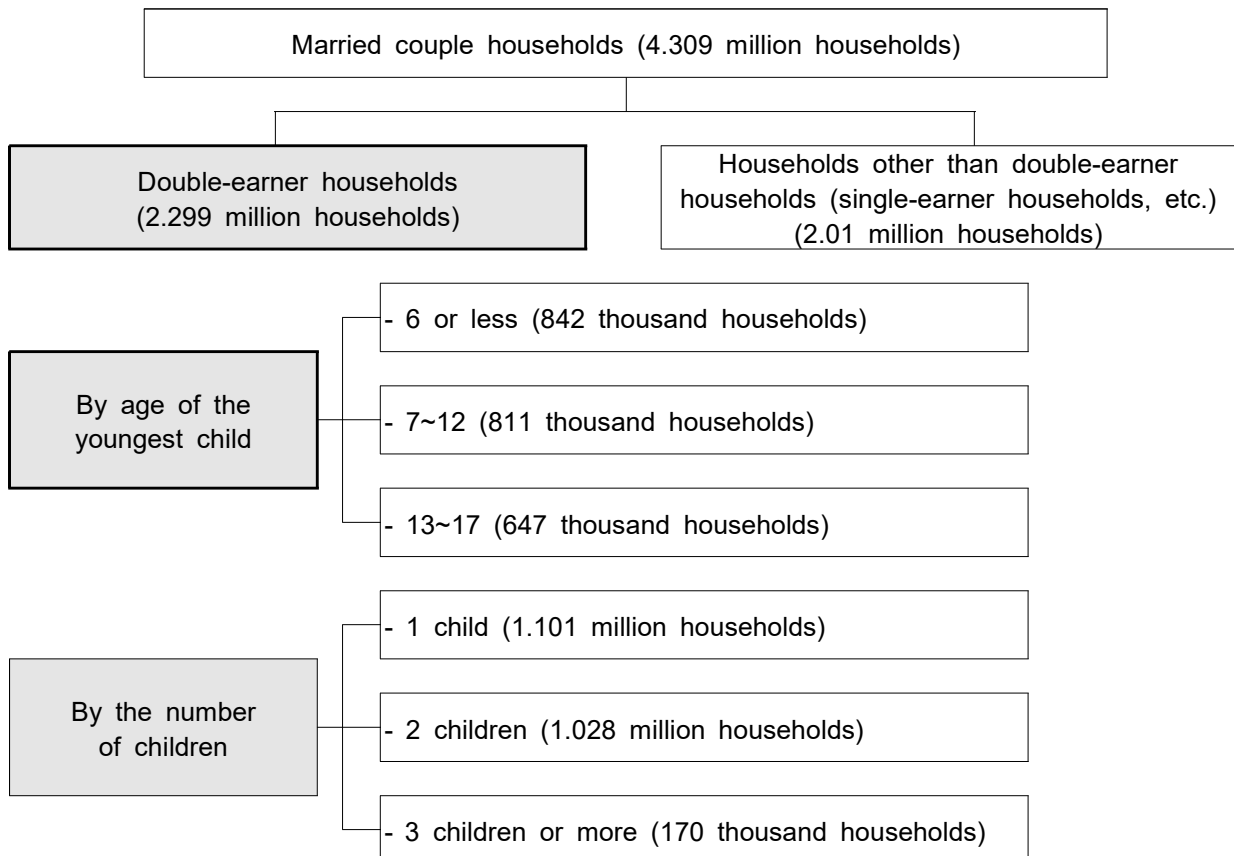 Married couple households (4.309 million households)
Double-earner households
(2.299 million households)
Households other than double-earner
households (single-earner households, etc.)
(2.01 million households)
By age of the
youngest child
- 6 or less (842 thousand households)
- 7~12 (811 thousand households)
- 13~17 (647 thousand households)
By the number
of children
- 1 child (1.101 million households)
- 2 children (1.028 million households)
- 3 children or more (170 thousand households)